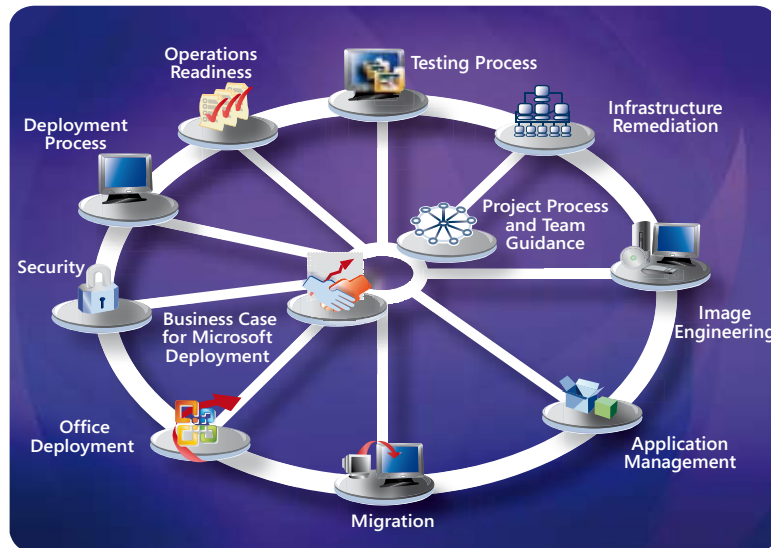 Operations
Readiness
Testing Process
Infrastructure
Remediation
Deployment
Process
Project Process
and Team
Guidance
Security
Business Case
for Microsoft
Deployment
Image
Engineering
Office
Deployment
Application
Management
Migration